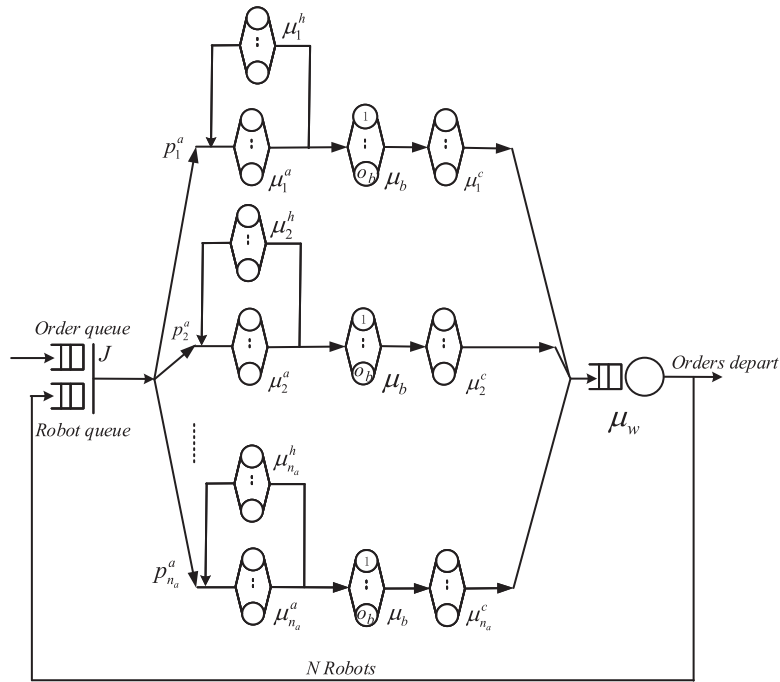 μ_1^h
p_1^a
μ_1^a
1
o_b
μ_b
μ_1^c
μ_2^h
Order queue
J
p_2^a
μ_2^a
1
o_b
μ_b
μ_2^c
Orders depart
Robot queue
μ_w
μ_{n_a}^h
p_{n_a}^a
μ_{n_a}^a
1
o_b
μ_b
μ_{n_a}^c
N Robots